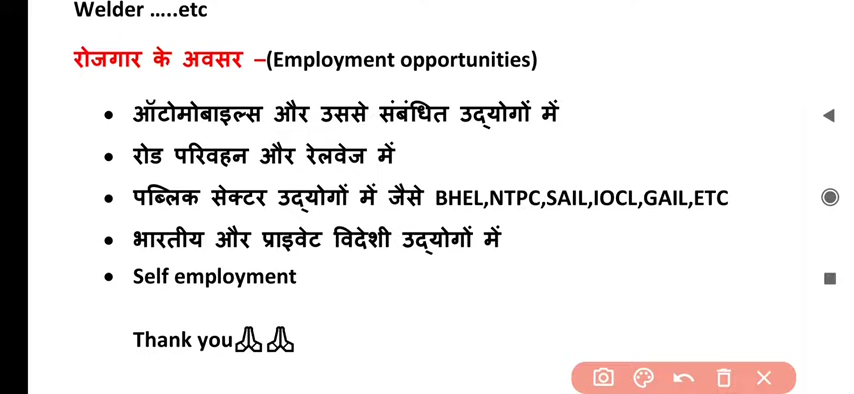 Welder …..etc
रोजगार के अवसर –(Employment opportunities)
• ऑटोमोबाइल्स और उससे संबंधित उद्योगों में
• रोड परिवहन और रेलवेज में
• पब्लिक सेक्टर उद्योगों में जैसे BHEL,NTPC,SAIL,IOCL,GAIL,ETC
• भारतीय और प्राइवेट विदेशी उद्योगों में
• Self employment
Thank you🙏🙏